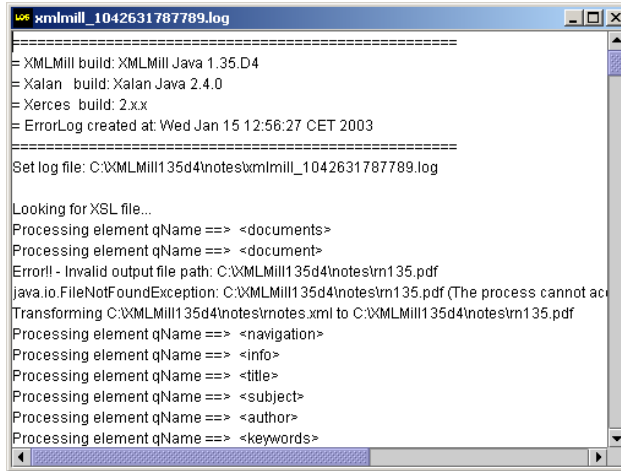 LOG xmlmill_1042631787789.log
=====================================================
= XMLMill build: XMLMill Java 1.35.D4
= Xalan   build: Xalan Java 2.4.0
= Xerces  build: 2.x.x
= ErrorLog created at: Wed Jan 15 12:56:27 CET 2003
=====================================================
Set log file: C:\XMLMill135d4\notes\xmlmill_1042631787789.log
Looking for XSL file...
Processing element qName ==>  <documents>
Processing element qName ==>  <document>
Error!! - Invalid output file path: C:\XMLMill135d4\notes\rn135.pdf
java.io.FileNotFoundException: C:\XMLMill135d4\notes\rn135.pdf (The process cannot acc
Transforming C:\XMLMill135d4\notes\rnotes.xml to C:\XMLMill135d4\notes\rn135.pdf
Processing element qName ==>  <navigation>
Processing element qName ==>  <info>
Processing element qName ==>  <title>
Processing element qName ==>  <subject>
Processing element qName ==>  <author>
Processing element qName ==>  <keywords>